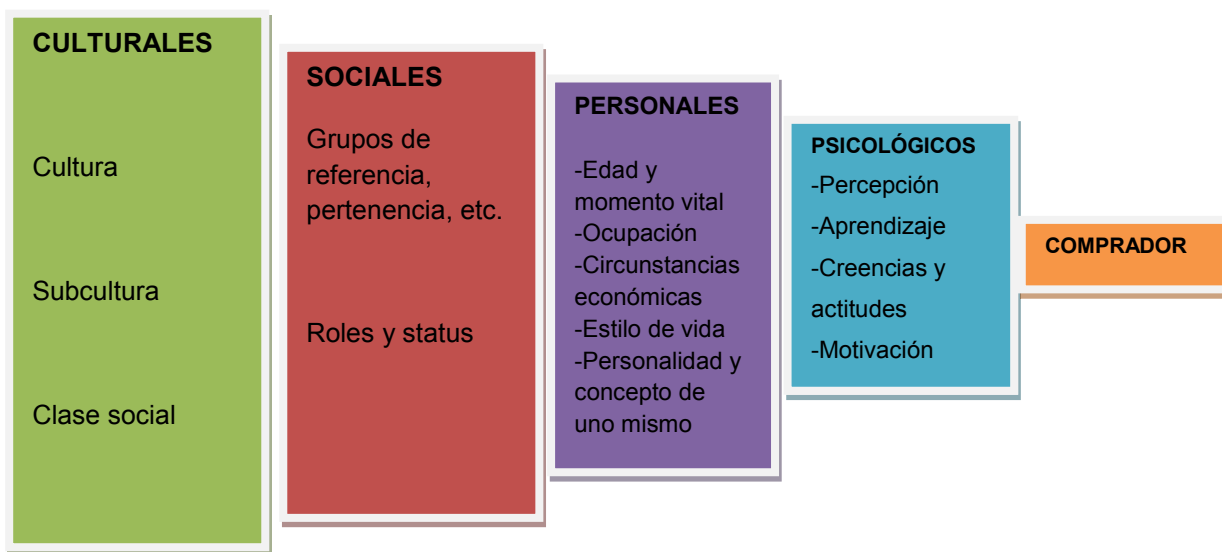 CULTURALES
Cultura
Subcultura
Clase social
SOCIALES
Grupos de
referencia,
pertenencia, etc.
Roles y status
PERSONALES
-Edad y
momento vital
-Ocupación
-Circunstancias
económicas
-Estilo de vida
-Personalidad y
concepto de
uno mismo
PSICOLÓGICOS
-Percepción
-Aprendizaje
-Creencias y
actitudes
-Motivación
COMPRADOR